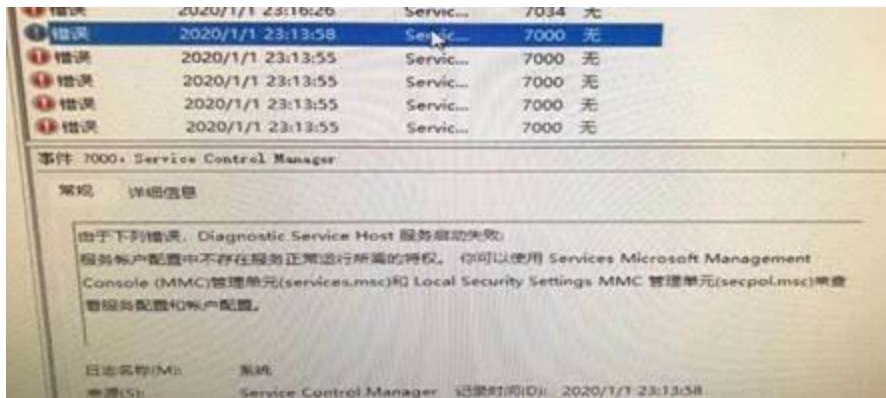 错误 2020/1/1 23:16:26 Servic... 7034 无
错误 2020/1/1 23:13:58 Servic... 7000 无
错误 2020/1/1 23:13:55 Servic... 7000 无
错误 2020/1/1 23:13:55 Servic... 7000 无
错误 2020/1/1 23:13:55 Servic... 7000 无
错误 2020/1/1 23:13:55 Servic... 7000 无
事件 7000, Service Control Manager
常规 详细信息
由于下列错误，Diagnostic Service Host 服务启动失败:
服务帐户配置中不存在服务正常运行所需的特权。 你可以使用 Services Microsoft Management
Console (MMC)管理单元(services.msc)和 Local Security Settings MMC 管理单元(secpol.msc)来查
看服务配置和帐户配置。
日志名称(M): 系统
来源(S): Service Control Manager 记录时间(D): 2020/1/1 23:13:58